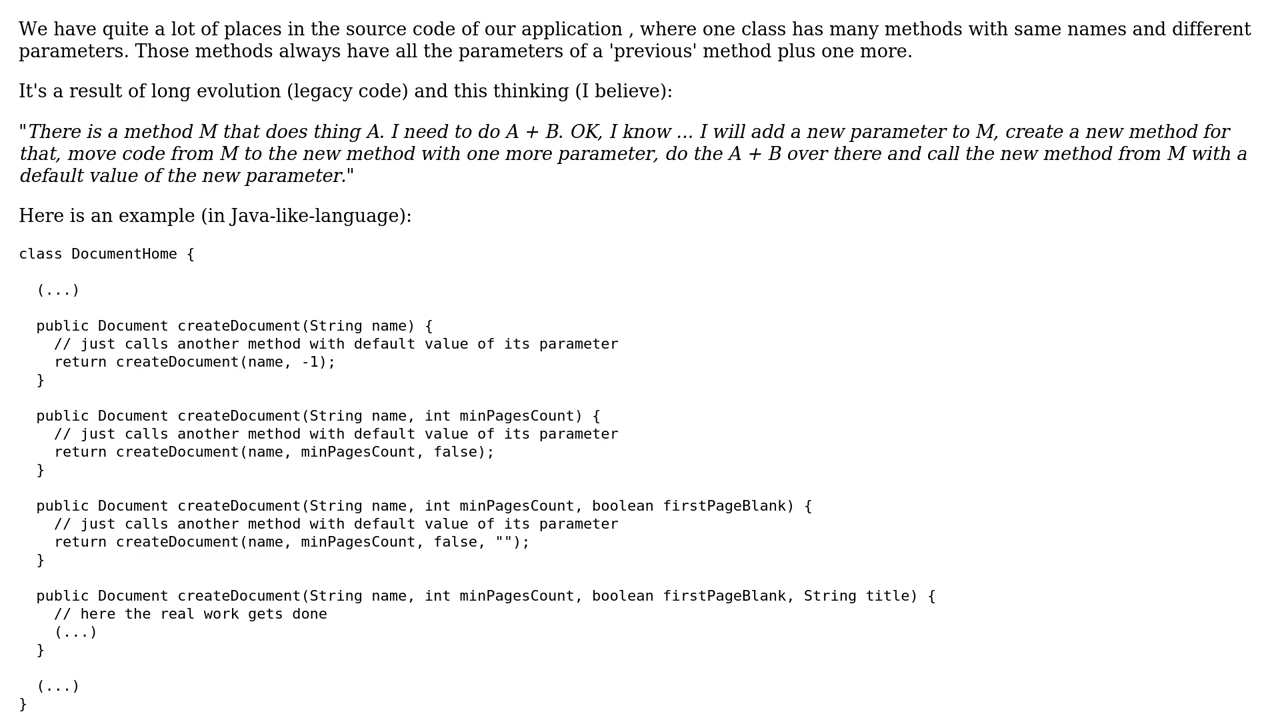 We have quite a lot of places in the source code of our application , where one class has many methods with same names and different
parameters. Those methods always have all the parameters of a 'previous' method plus one more.
It's a result of long evolution (legacy code) and this thinking (I believe):
"There is a method M that does thing A. I need to do A + B. OK, I know ... I will add a new parameter to M, create a new method for
that, move code from M to the new method with one more parameter, do the A + B over there and call the new method from M with a
default value of the new parameter."
Here is an example (in Java-like-language):
class DocumentHome {
  (...)
  public Document createDocument(String name) {
    // just calls another method with default value of its parameter
    return createDocument(name, -1);
  }
  public Document createDocument(String name, int minPagesCount) {
    // just calls another method with default value of its parameter
    return createDocument(name, minPagesCount, false);
  }
  public Document createDocument(String name, int minPagesCount, boolean firstPageBlank) {
    // just calls another method with default value of its parameter
    return createDocument(name, minPagesCount, false, "");
  }
  public Document createDocument(String name, int minPagesCount, boolean firstPageBlank, String title) {
    // here the real work gets done
    (...)
  }
  (...)
}